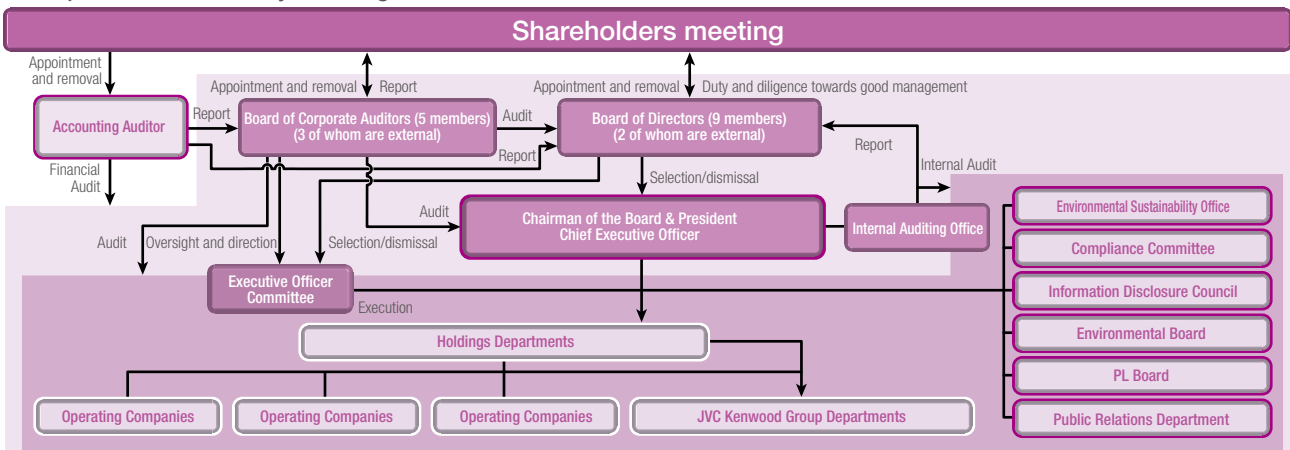 Shareholders meeting
Appointment
and removal
Appointment and removal
Report
Appointment and removal
Duty and diligence towards good management
Accounting Auditor
Report
Board of Corporate Auditors (5 members)
(3 of whom are external)
Audit
Board of Directors (9 members)
(2 of whom are external)
Report
Report
Internal Audit
Financial
Audit
Selection/dismissal
Audit
Chairman of the Board & President
Chief Executive Officer
Internal Auditing Office
Environmental Sustainability Office
Audit
Oversight and direction
Selection/dismissal
Compliance Committee
Executive Officer
Committee
Execution
Information Disclosure Council
Holdings Departments
Environmental Board
PL Board
Operating Companies
Operating Companies
Operating Companies
JVC Kenwood Group Departments
Public Relations Department